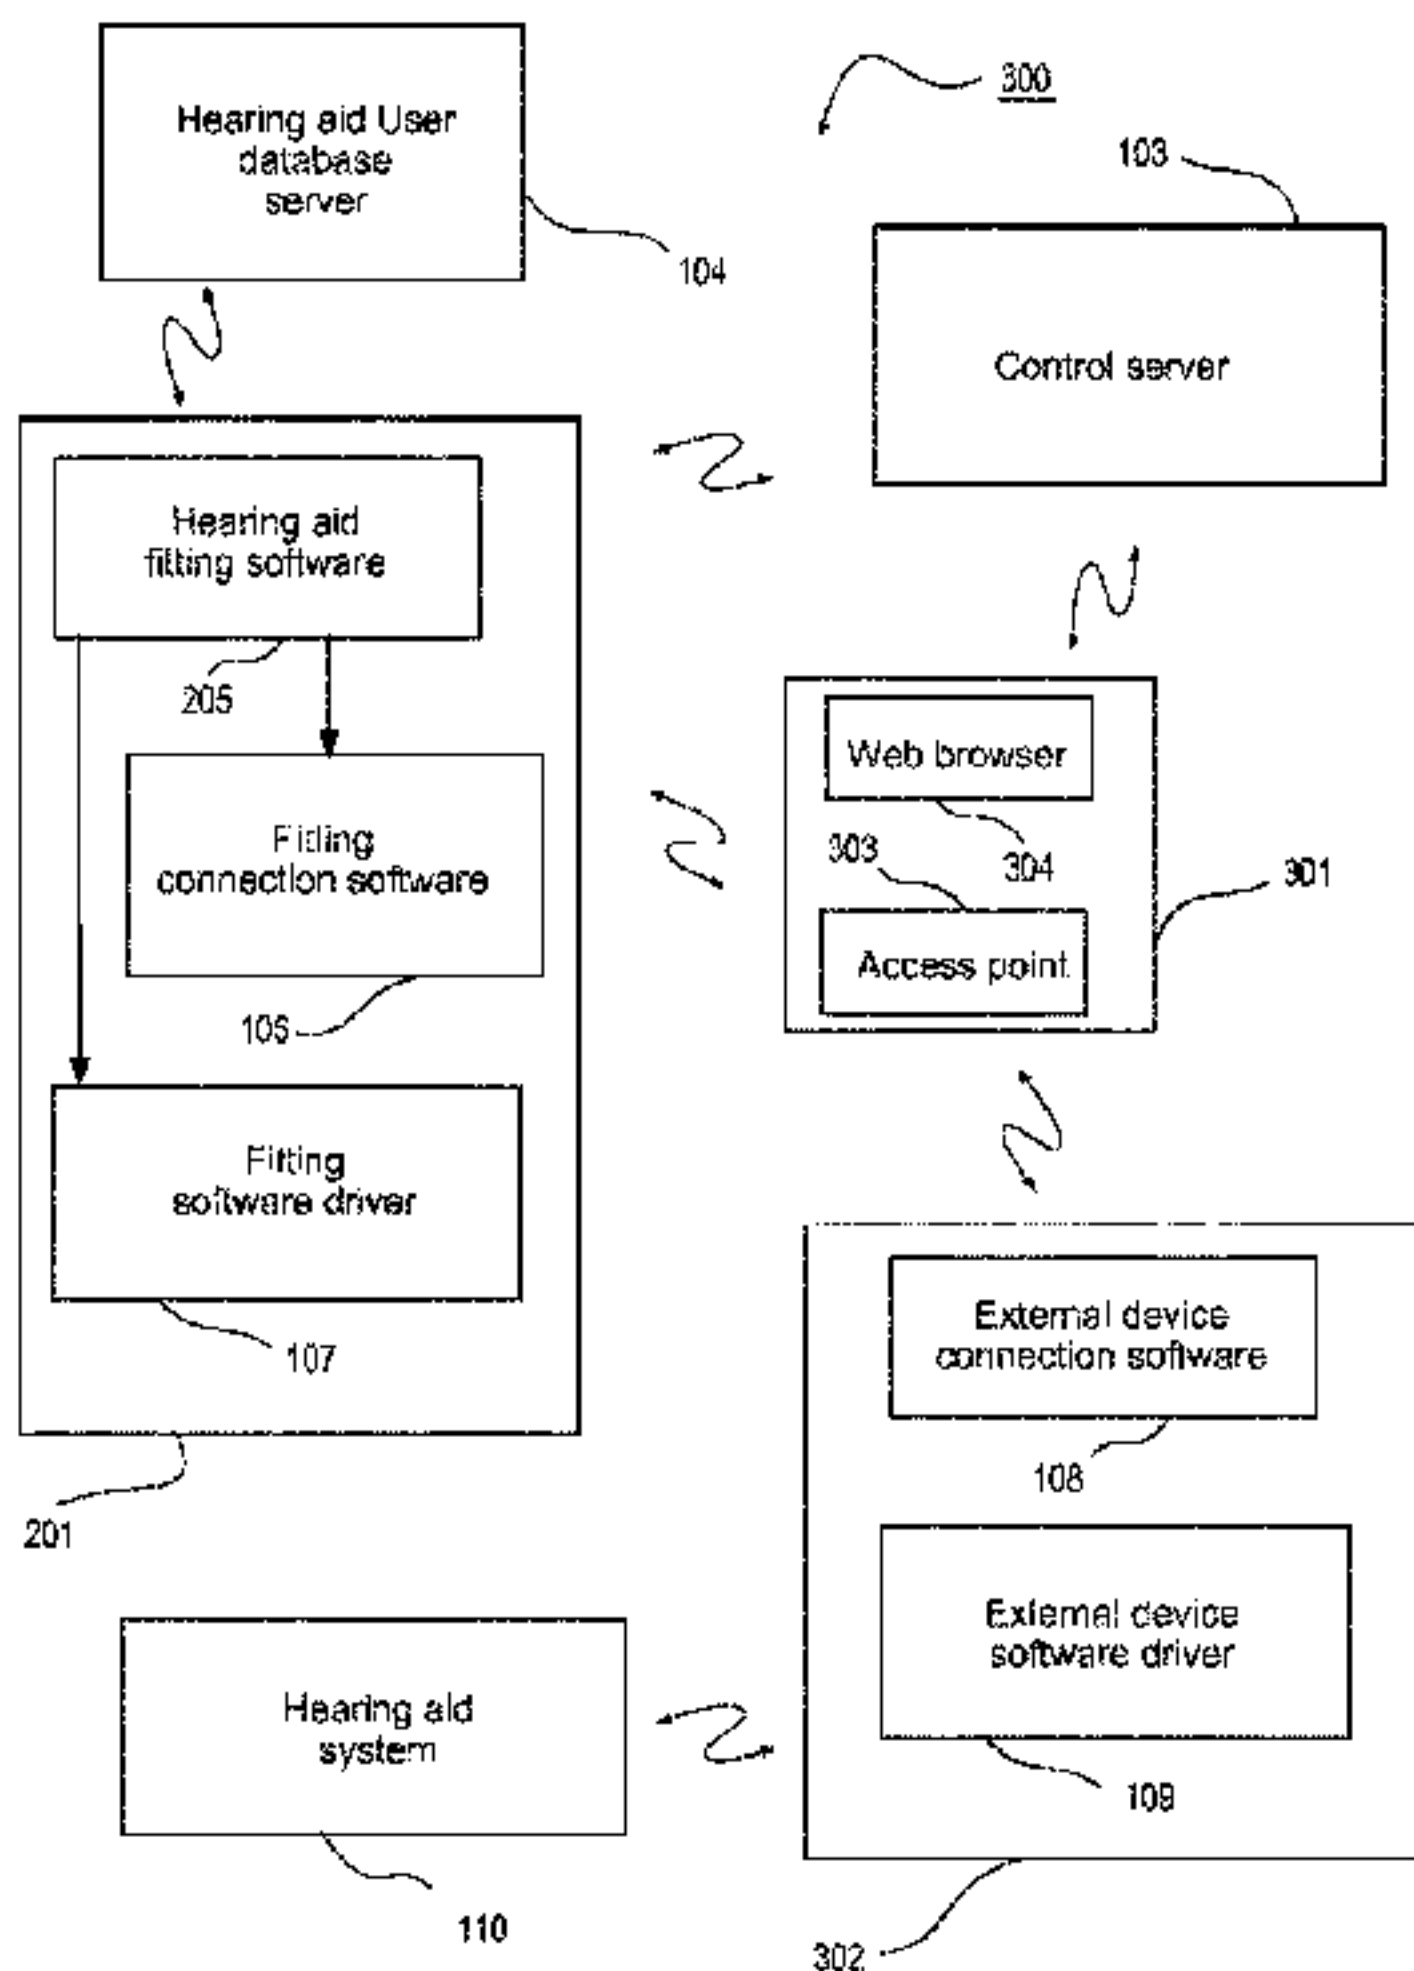 Hearing aid User
database
server
104
300
103
Control server
Hearing aid
fitting software
205
Fitting
connection software
106
Fitting
software driver
107
201
Web browser
304
303
Access point
301
External device
connection software
108
External device
software driver
109
302
Hearing aid
system
110